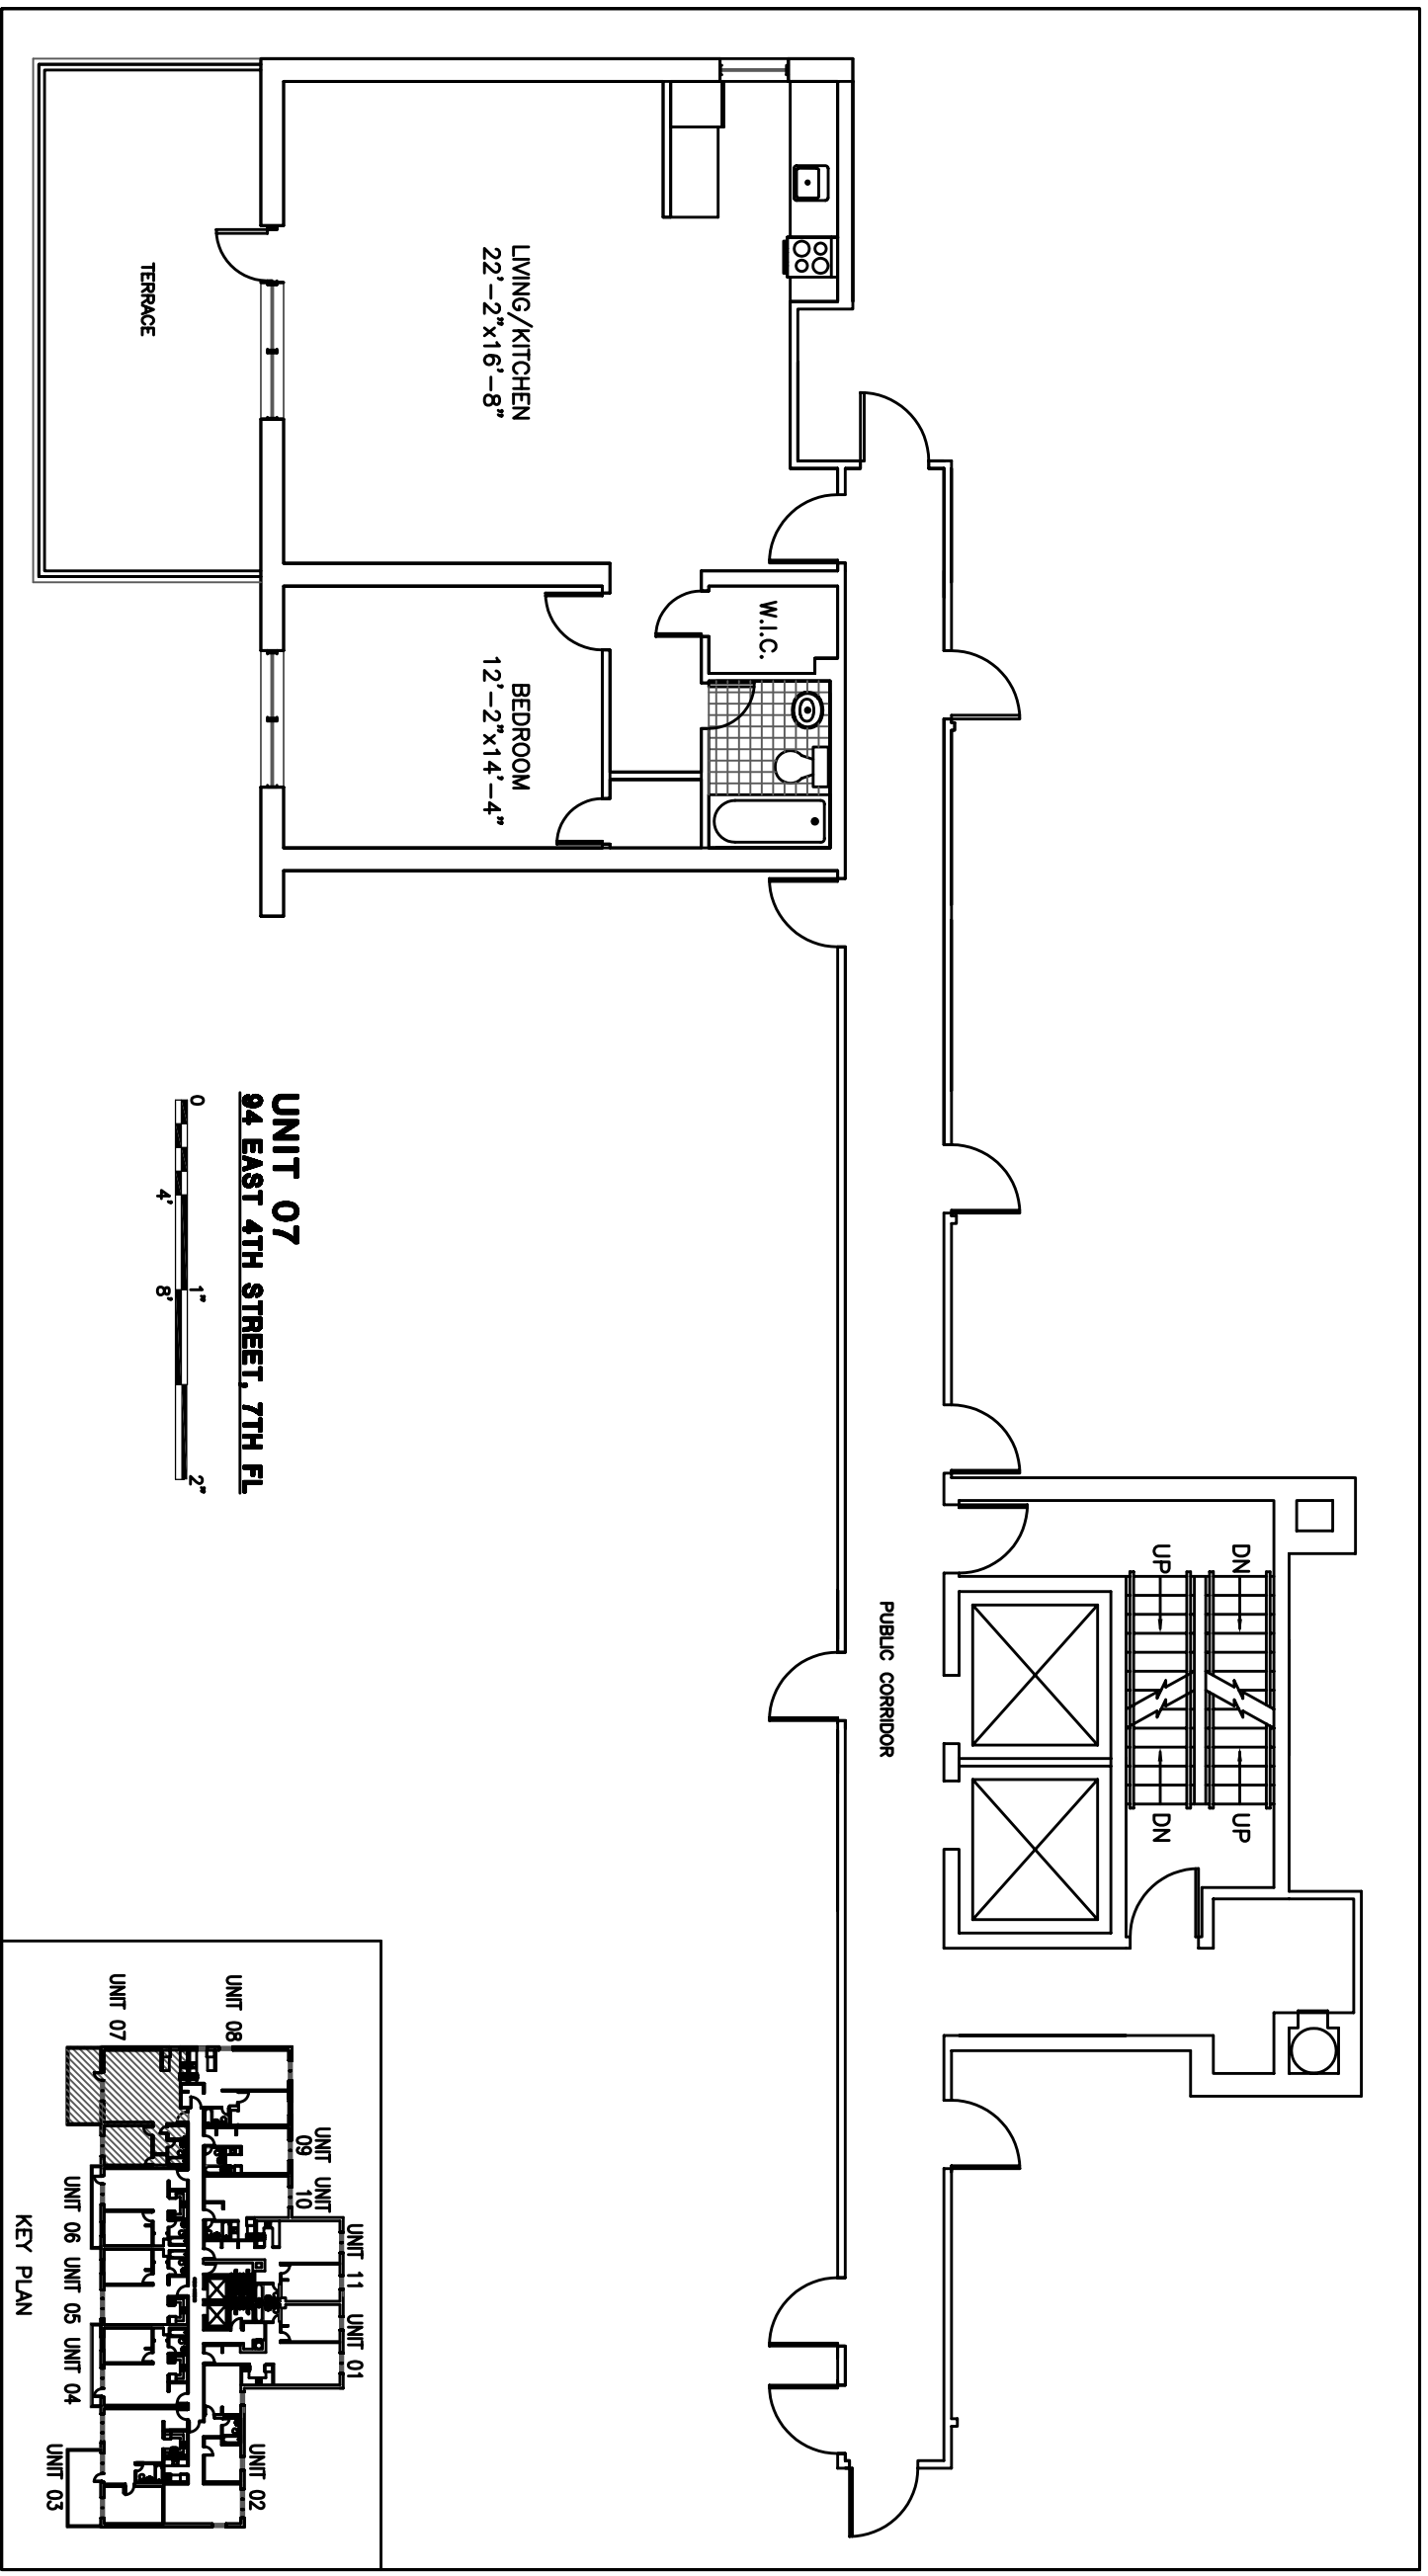 DN
UP
UP
DN
PUBLIC CORRIDOR
W.I.C.
LIVING/KITCHEN
22'-2"x16'-8"
BEDROOM
12'-2"x14'-4"
TERRACE
UNIT 07
94 EAST 4TH STREET, 7TH FL
0 1" 2"
4' 8'
UNIT 11
UNIT 01
UNIT
09
UNIT
10
UNIT 08
UNIT 02
UNIT 07
UNIT 06
UNIT 05
UNIT 04
UNIT 03
KEY PLAN